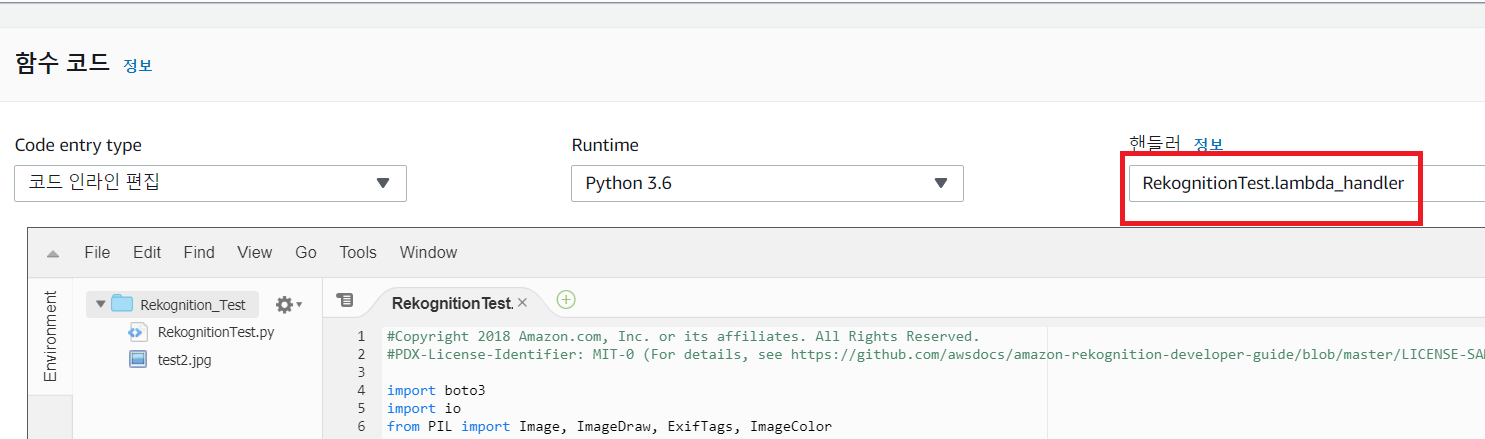 함수 코드 정보
Code entry type
Runtime
핸들러 정보
코드 인라인 편집
Python 3.6
RekognitionTest.lambda_handler
File Edit Find View Go Tools Window
Environment
Rekognition_Test
RekognitionTest.py
test2.jpg
RekognitionTest.
1 #Copyright 2018 Amazon.com, Inc. or its affiliates. All Rights Reserved.
2 #PDX-License-Identifier: MIT-0 (For details, see https://github.com/awsdocs/amazon-rekognition-developer-guide/blob/master/LICENSE-SA
3
4 import boto3
5 import io
6 from PIL import Image, ImageDraw, ExifTags, ImageColor